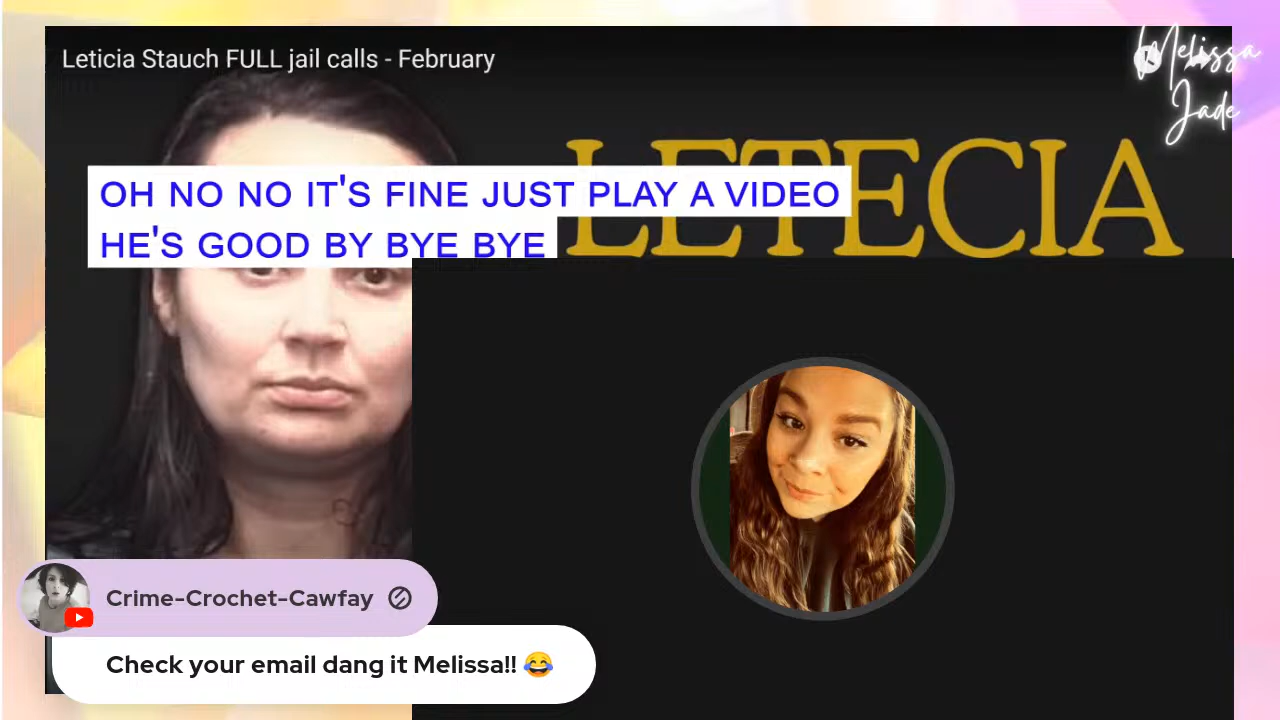 Leticia Stauch FULL jail calls - February
Melissa
Jade
LETECIA
OH NO NO IT'S FINE JUST PLAY A VIDEO
HE'S GOOD BY BYE BYE
Crime-Crochet-Cawfay
Check your email dang it Melissa!! 😂